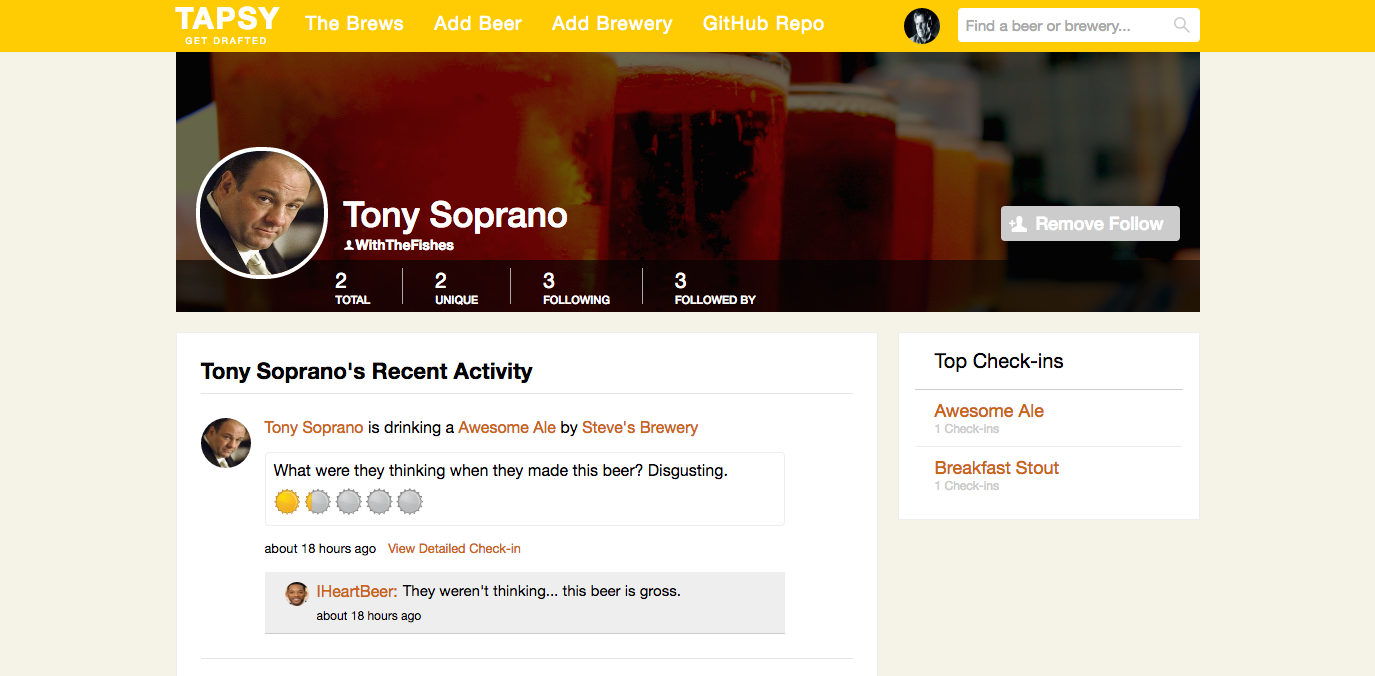 TAPSY
GET DRAFTED
The Brews
Add Beer
Add Brewery
GitHub Repo
Find a beer or brewery...
Tony Soprano
WithTheFishes
Remove Follow
2
TOTAL
2
UNIQUE
3
FOLLOWING
3
FOLLOWED BY
Tony Soprano's Recent Activity
Tony Soprano is drinking a Awesome Ale by Steve's Brewery
What were they thinking when they made this beer? Disgusting.
about 18 hours ago View Detailed Check-in
IHeartBeer: They weren't thinking... this beer is gross.
about 18 hours ago
Top Check-ins
Awesome Ale
1 Check-ins
Breakfast Stout
1 Check-ins